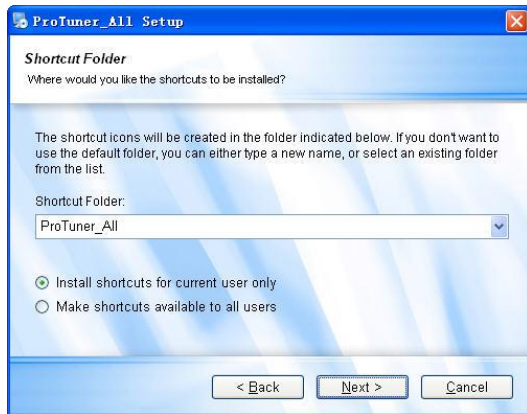 ProTuner_All Setup
Shortcut Folder
Where would you like the shortcuts to be installed?
The shortcut icons will be created in the folder indicated below. If you don't want to
use the default folder, you can either type a new name, or select an existing folder
from the list.
Shortcut Folder:
ProTuner_All
Install shortcuts for current user only
Make shortcuts available to all users
< Back
Next >
Cancel